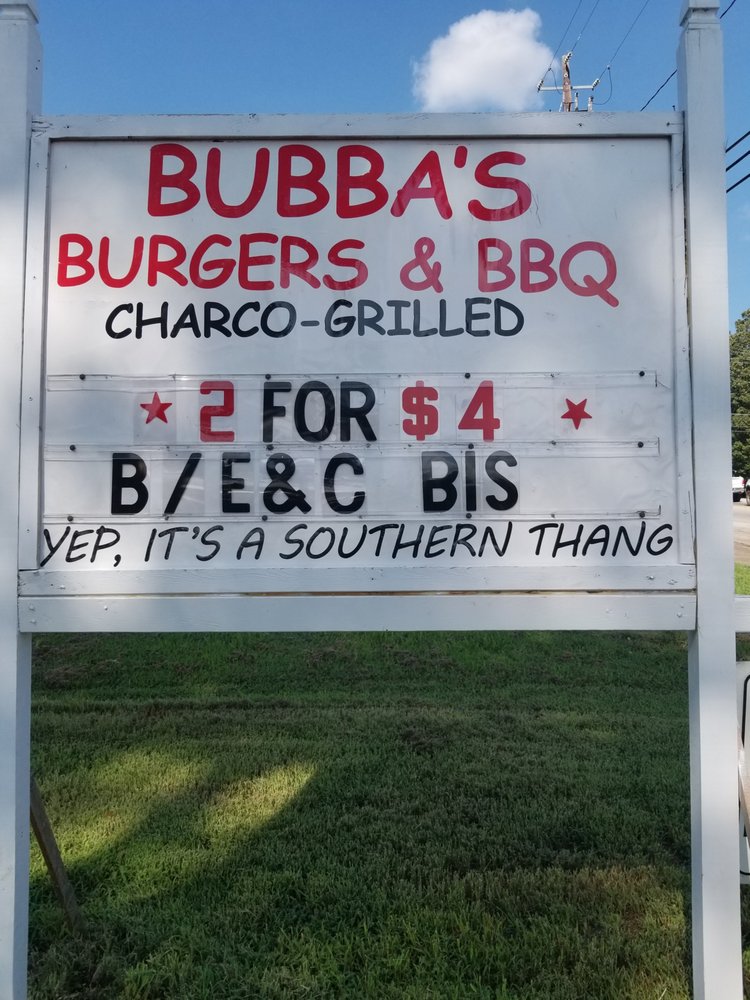 BUBBA'S
BURGERS & BBQ
CHARCO-GRILLED
2 FOR $4
B/E&C BIS
YEP, IT'S A SOUTHERN THANG